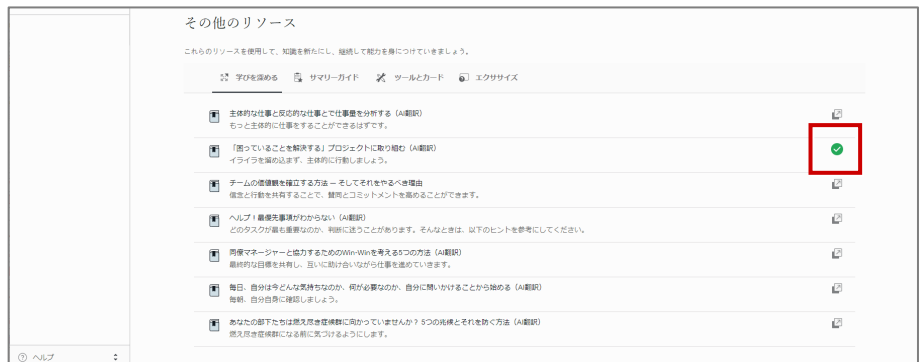 その他のリソース
これらのリソースを使用して、知識を新たにし、継続して能力を身につけていきましょう。
学びを深める サマリーガイド ツールとカード エクササイズ
主体的な仕事と反応的な仕事とで仕事量を分析する（AI翻訳）
もっと主体的に仕事をすることができるはずです。
「困っていることを解決する」プロジェクトに取り組む（AI翻訳）
イライラを溜め込まず、主体的に行動しましょう。
チームの価値観を確立する方法 — そしてそれをやるべき理由
信念と行動を共有することで、賛同とコミットメントを高めることができます。
ヘルプ！最優先事項がわからない（AI翻訳）
どのタスクが最も重要なのか、判断に迷うことがあります。そんなときは、以下のヒントを参考にしてください。
同僚マネージャーと協力するためのWin-Winを考える5つの方法（AI翻訳）
最終的な目標を共有し、互いに助け合いながら仕事を進めていきます。
毎日、自分は今どんな気持ちなのか、何が必要なのか、自分に問いかけることから始める（AI翻訳）
毎朝、自分自身に確認しましょう。
あなたの部下たちは燃え尽き症候群に向かっていませんか？ 5つの兆候とそれを防ぐ方法（AI翻訳）
燃え尽き症候群になる前に気づけるようにします。
ヘルプ